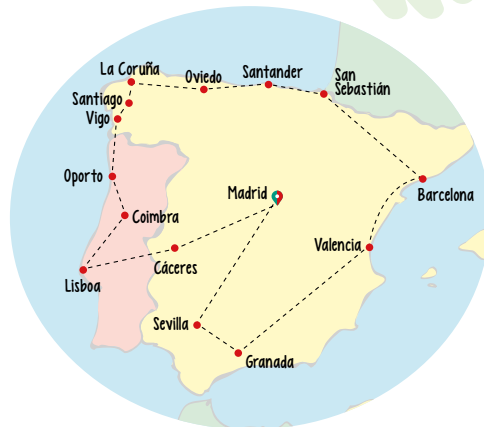 La Coruña
Oviedo
Santander
San
Sebastián
Santiago
Vigo
Oporto
Madrid
Barcelona
Coimbra
Valencia
Cáceres
Lisboa
Sevilla
Granada